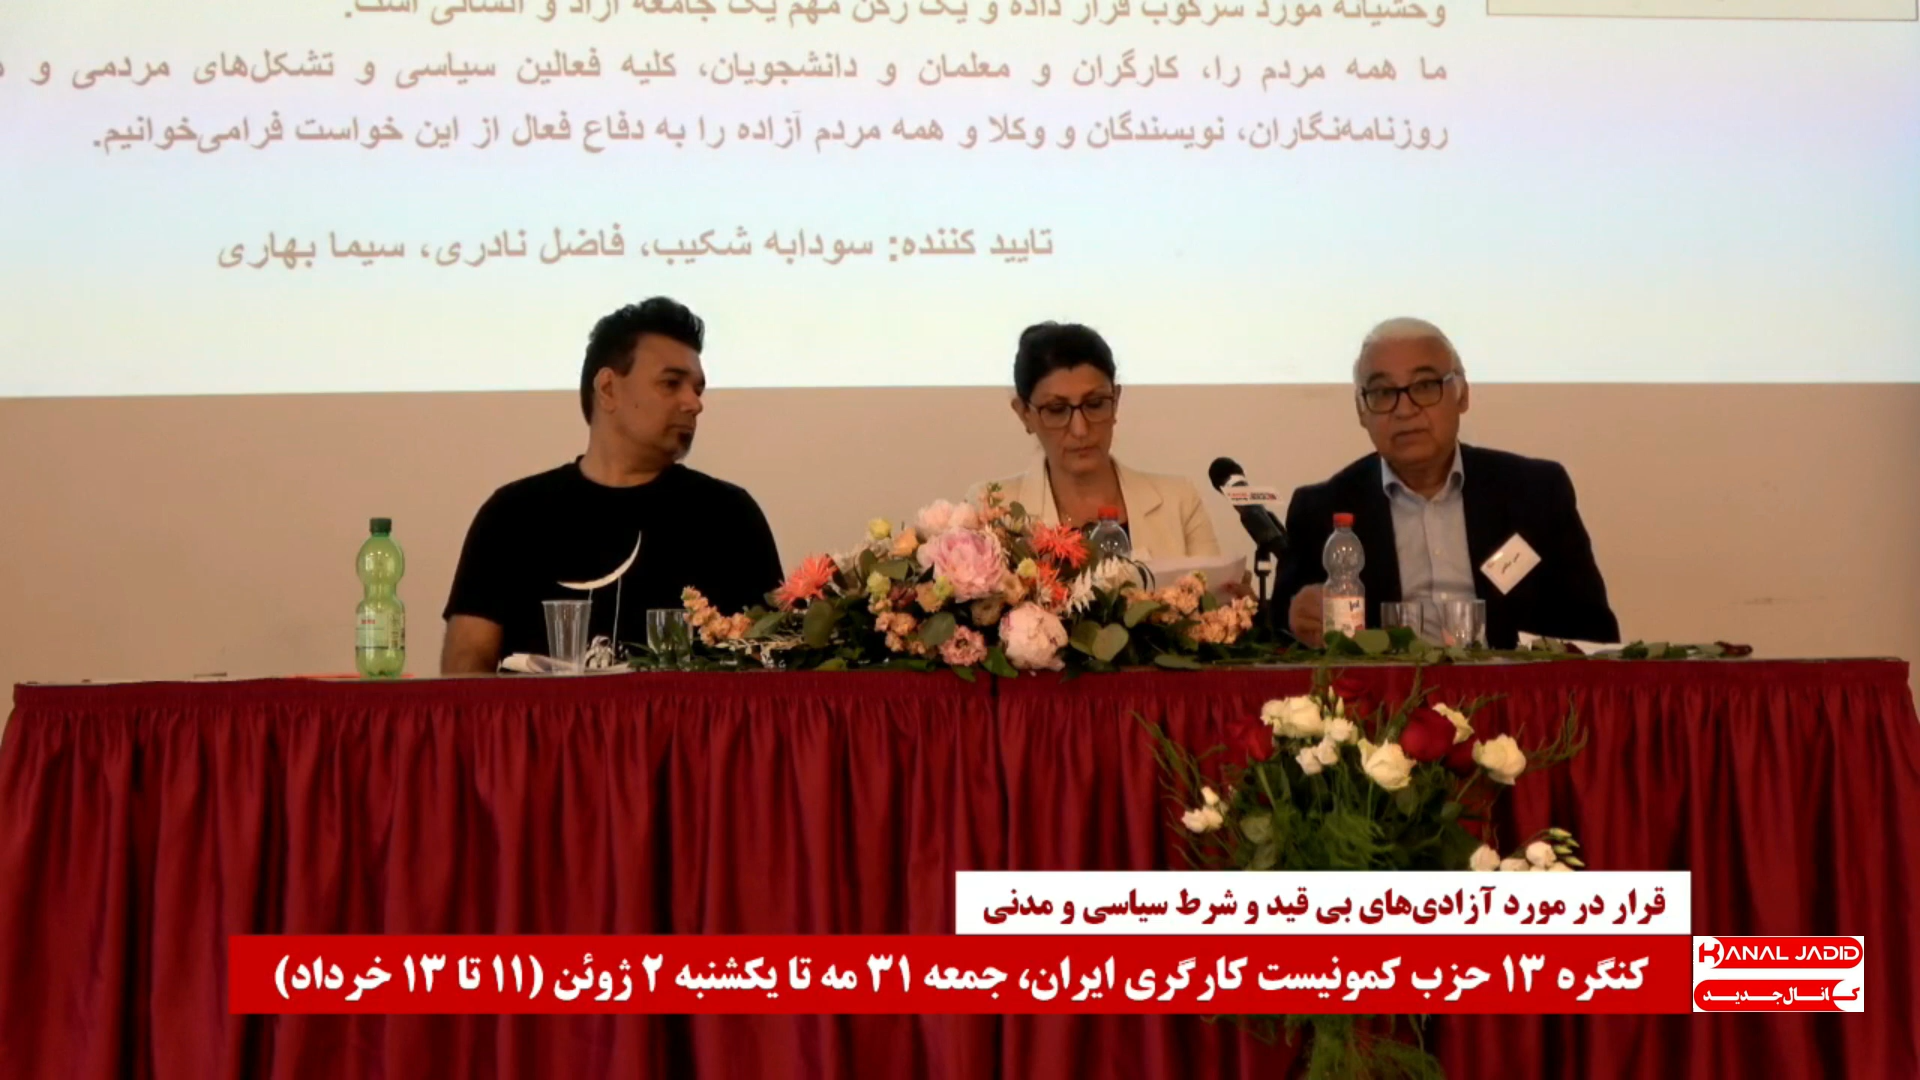 وحشیانه مورد سرکوب قرار داده و یک رکن مهم یک جامعه آزاد و انسانی است.
ما همه مردم را، کارگران و معلمان و دانشجویان، کلیه فعالین سیاسی و تشکل‌های مردمی و
روزنامه‌نگاران، نویسندگان و وکلا و همه مردم آزاده را به دفاع فعال از این خواست فرامی‌خوانیم.
تایید کننده: سودابه شکیب، فاضل نادری، سیما بهاری
قرار در مورد آزادی‌های بی قید و شرط سیاسی و مدنی
کنگره ۱۳ حزب کمونیست کارگری ایران، جمعه ۳۱ مه تا یکشنبه ۲ ژوئن (۱۱ تا ۱۳ خرداد)
KANAL JADID
کانال جدید